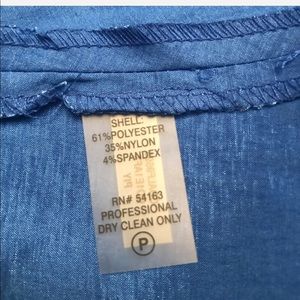 SHELL:
61%POLYESTER
35%NYLON
4%SPANDEX
RN# 54163
PROFESSIONAL
DRY CLEAN ONLY
P